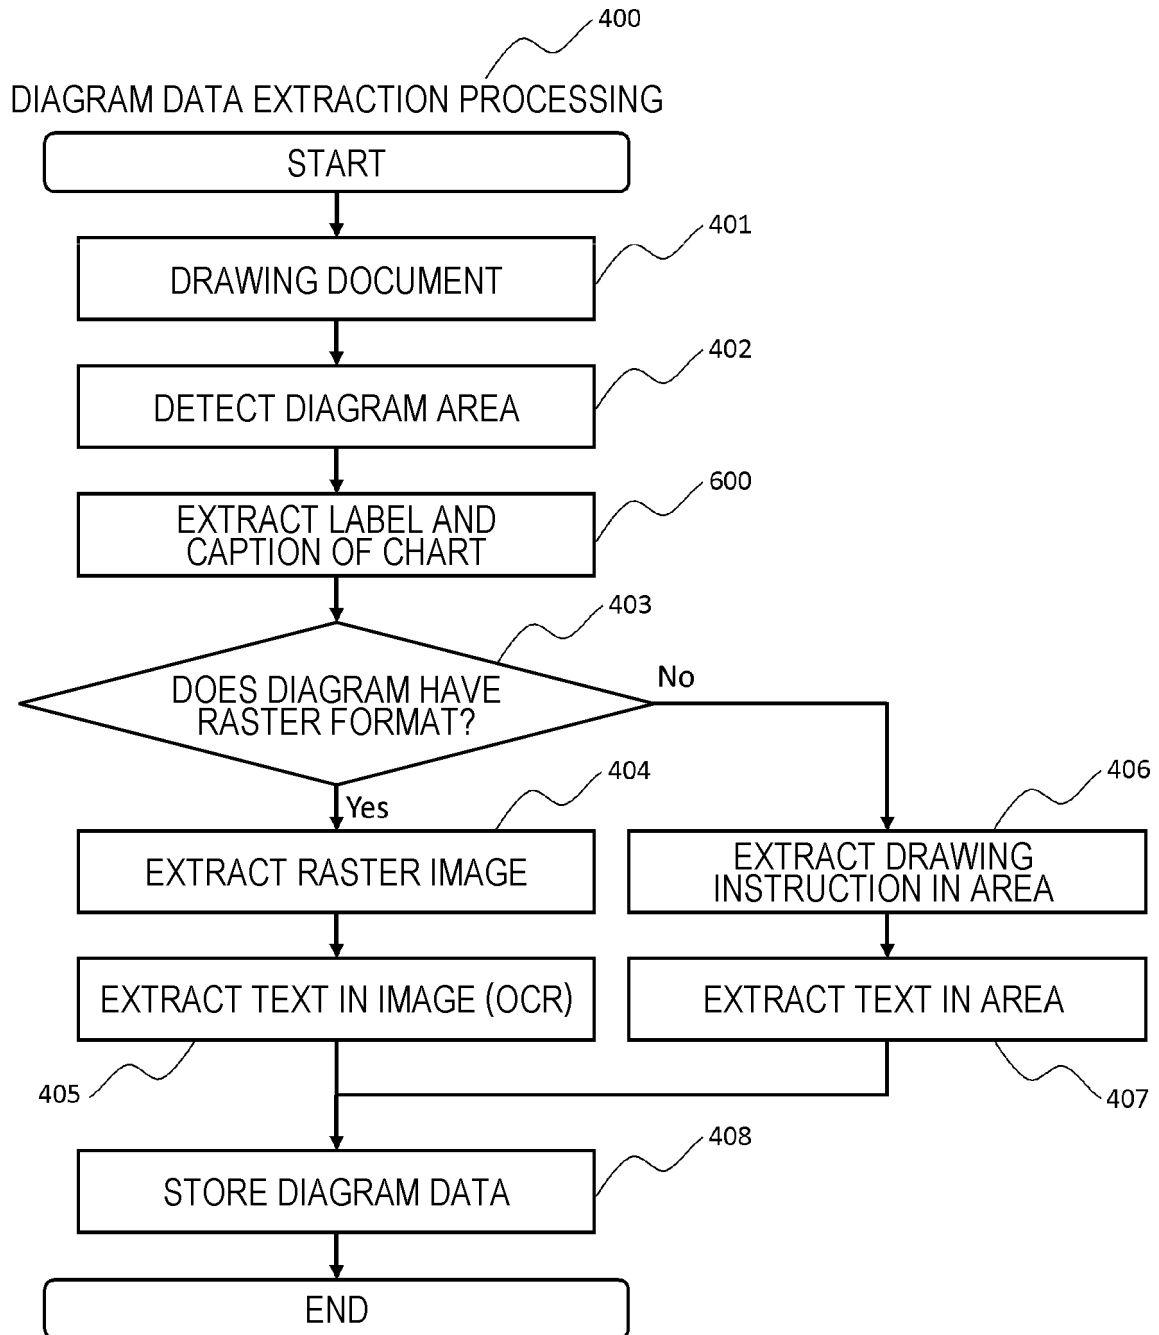 400
DIAGRAM DATA EXTRACTION PROCESSING
START
401
DRAWING DOCUMENT
402
DETECT DIAGRAM AREA
600
EXTRACT LABEL AND
CAPTION OF CHART
403
DOES DIAGRAM HAVE
RASTER FORMAT?
No
Yes
404
EXTRACT RASTER IMAGE
406
EXTRACT DRAWING
INSTRUCTION IN AREA
EXTRACT TEXT IN IMAGE (OCR)
405
EXTRACT TEXT IN AREA
407
408
STORE DIAGRAM DATA
END